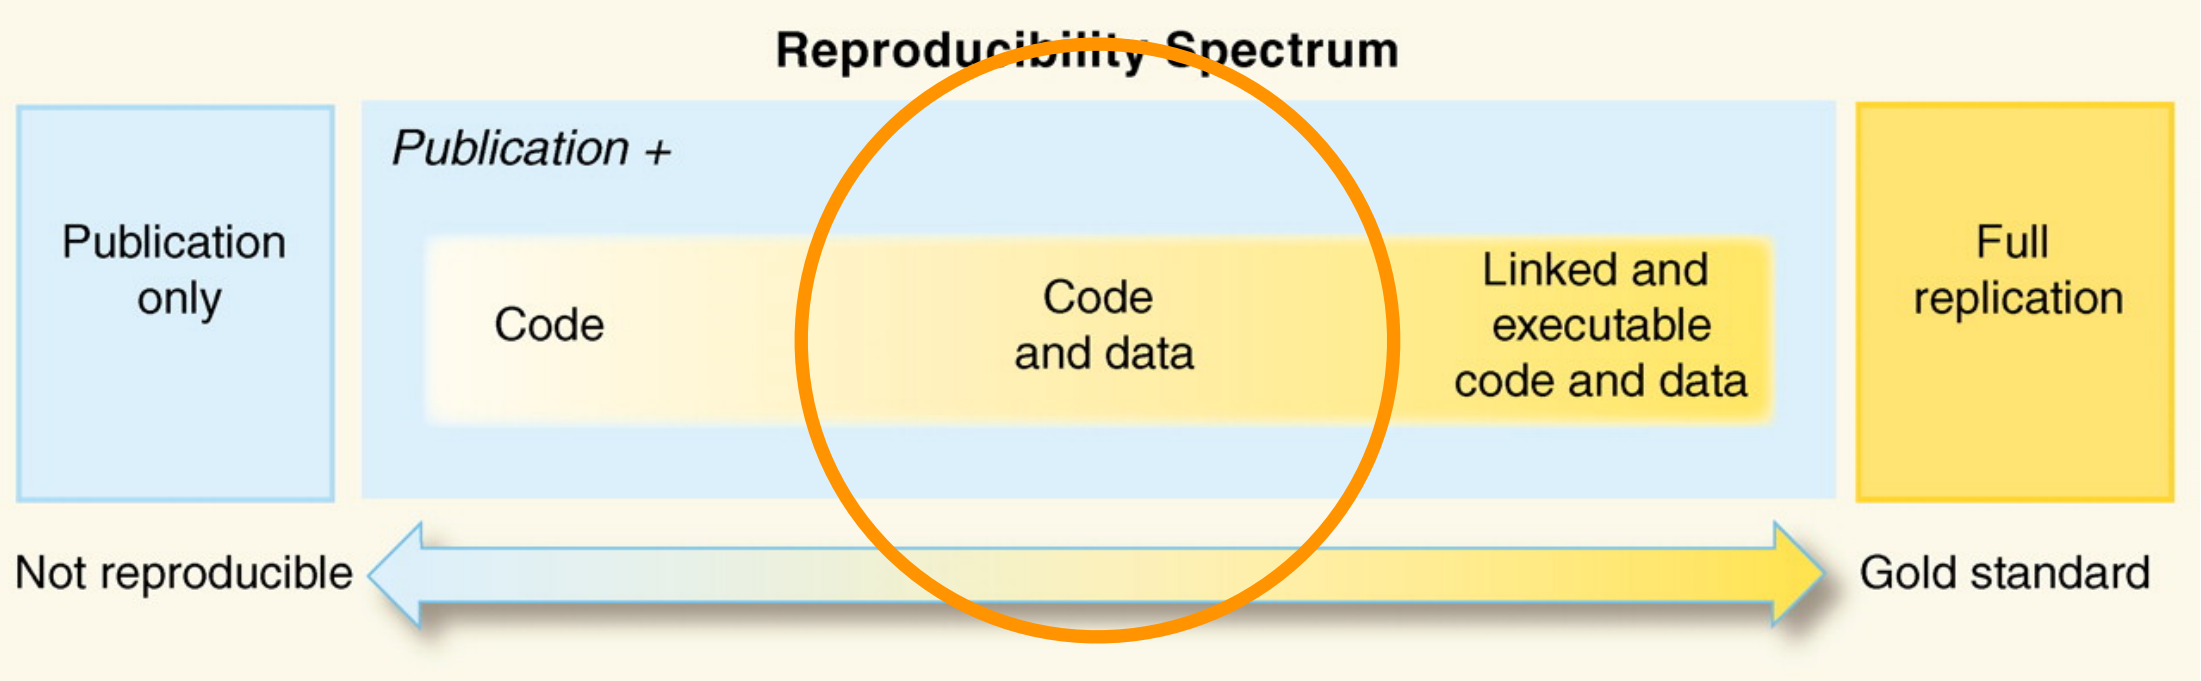 Reproducibility Spectrum
Publication
only
Publication +
Code
Code
and data
Linked and
executable
code and data
Full
replication
Not reproducible
Gold standard